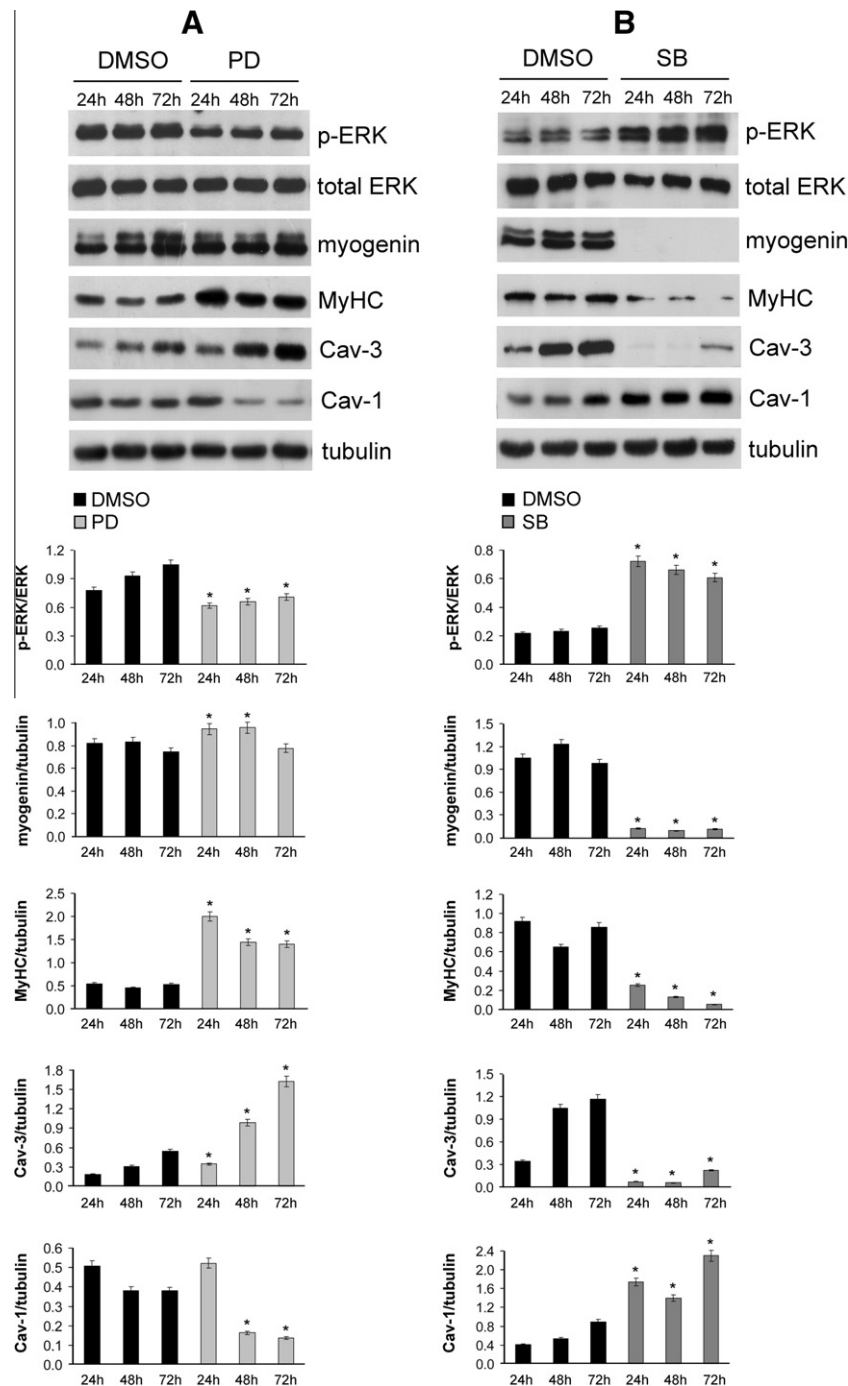 A
DMSO PD
24h 48h 72h 24h 48h 72h
p-ERK
total ERK
myogenin
MyHC
Cav-3
Cav-1
tubulin
DMSO
PD
p-ERK/ERK
1.2
0.9
0.6
0.3
0.0
* * *
24h 48h 72h 24h 48h 72h
myogenin/tubulin
1.0
0.8
0.6
0.4
0.2
0.0
* *
24h 48h 72h 24h 48h 72h
MyHC/tubulin
2.5
2.0
1.5
1.0
0.5
0.0
* * *
24h 48h 72h 24h 48h 72h
Cav-3/tubulin
1.8
1.5
1.2
0.9
0.6
0.3
0.0
* * *
24h 48h 72h 24h 48h 72h
Cav-1/tubulin
0.6
0.5
0.4
0.3
0.2
0.1
0.0
* *
24h 48h 72h 24h 48h 72h
B
DMSO SB
24h 48h 72h 24h 48h 72h
p-ERK
total ERK
myogenin
MyHC
Cav-3
Cav-1
tubulin
DMSO
SB
p-ERK/ERK
0.8
0.6
0.4
0.2
0.0
* * *
24h 48h 72h 24h 48h 72h
myogenin/tubulin
1.5
1.2
0.9
0.6
0.3
0.0
* * *
24h 48h 72h 24h 48h 72h
MyHC/tubulin
1.2
1.0
0.8
0.6
0.4
0.2
0.0
* * *
24h 48h 72h 24h 48h 72h
Cav-3/tubulin
1.5
1.2
0.9
0.6
0.3
0.0
* * *
24h 48h 72h 24h 48h 72h
Cav-1/tubulin
2.4
2.0
1.6
1.2
0.8
0.4
0.0
* * *
24h 48h 72h 24h 48h 72h